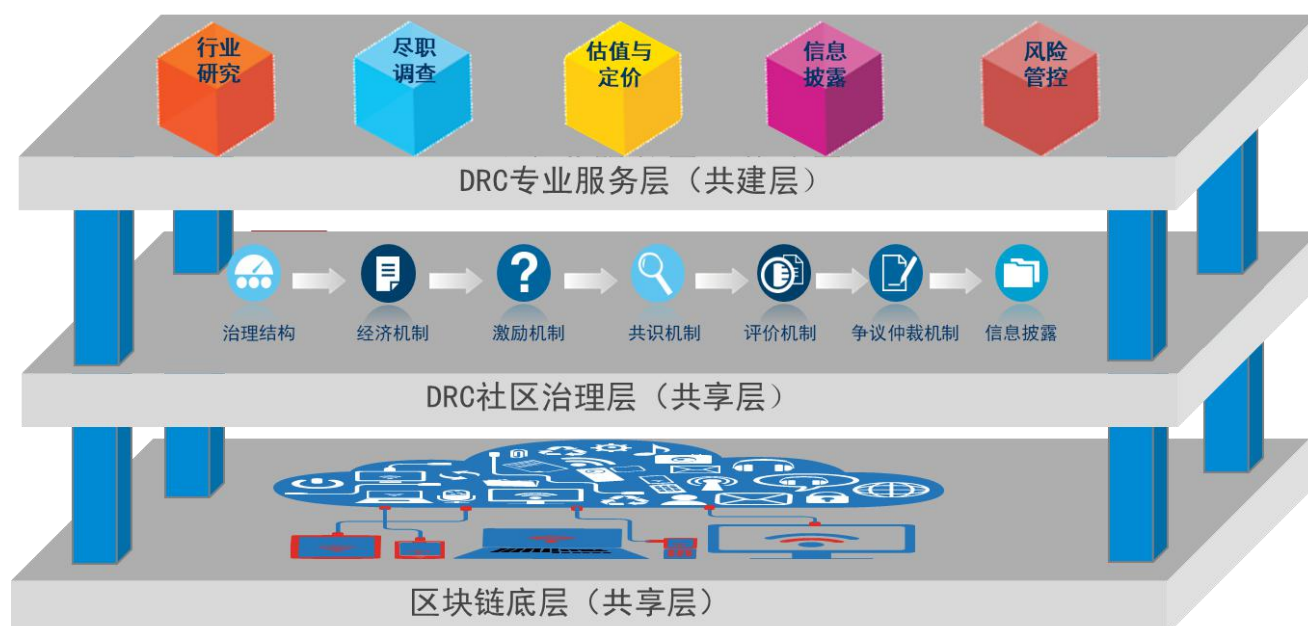 行业
研究
尽职
调查
估值与
定价
信息
披露
风险
管控
DRC专业服务层（共建层）
治理结构
经济机制
激励机制
共识机制
评价机制
争议仲裁机制
信息披露
DRC社区治理层（共享层）
区块链底层（共享层）